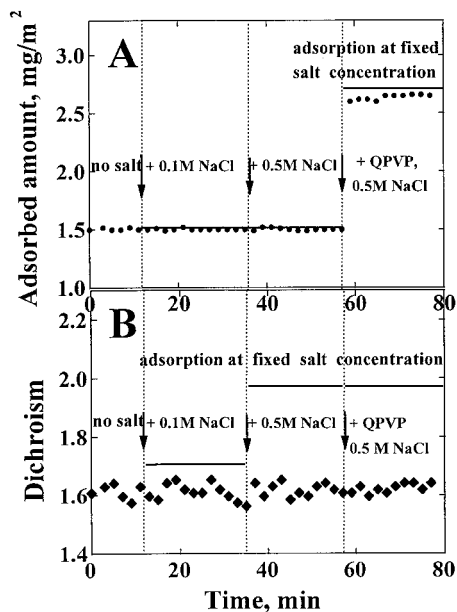 A
adsorption at fixed
salt concentration
no salt + 0.1M NaCl + 0.5M NaCl + QPVP,
0.5M NaCl
Adsorbed amount, mg/m²
3.0
2.5
2.0
1.5
1.0
0 20 40 60 80
B
adsorption at fixed salt concentration
no salt + 0.1M NaCl + 0.5M NaCl + QPVP
0.5 M NaCl
Dichroism
2.2
2.0
1.8
1.6
1.4
0 20 40 60 80
Time, min